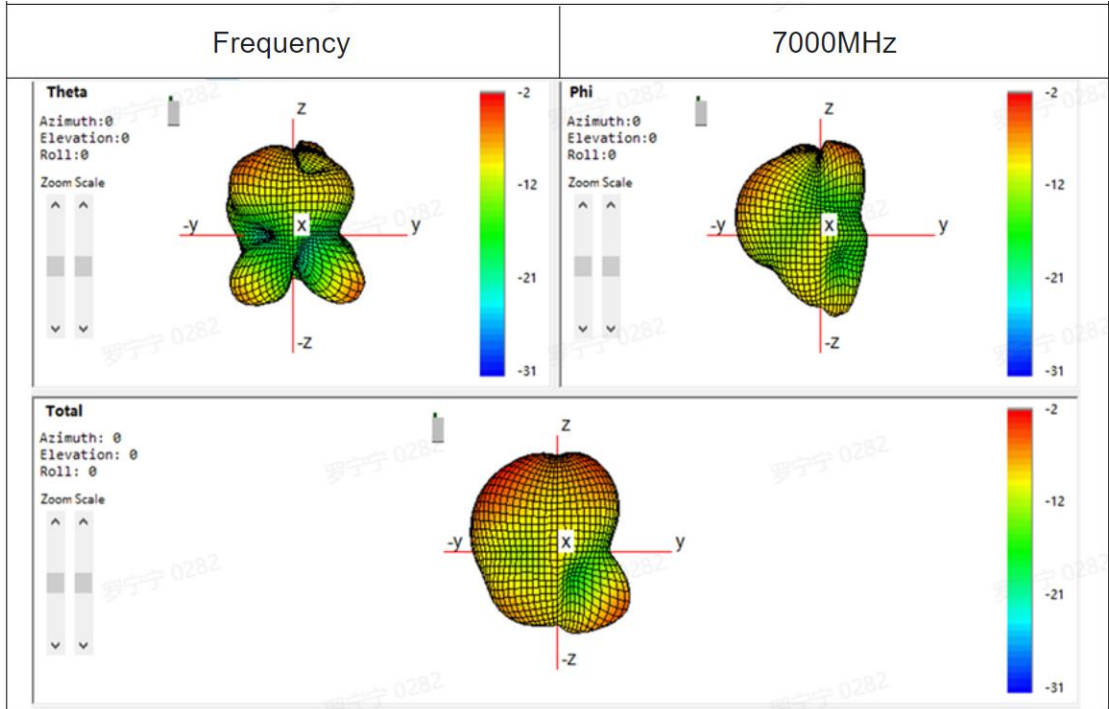 Frequency
7000MHz
Theta
Azimuth:0
Elevation:0
Roll:0
Zoom Scale
z
-y
x
y
-z
-2
-12
-21
-31
Phi
Azimuth:0
Elevation:0
Roll:0
Zoom Scale
z
-y
x
y
-z
-2
-12
-21
-31
Total
Azimuth: 0
Elevation: 0
Roll: 0
Zoom Scale
z
-y
x
y
-z
-2
-12
-21
-31
罗宁宁 0282